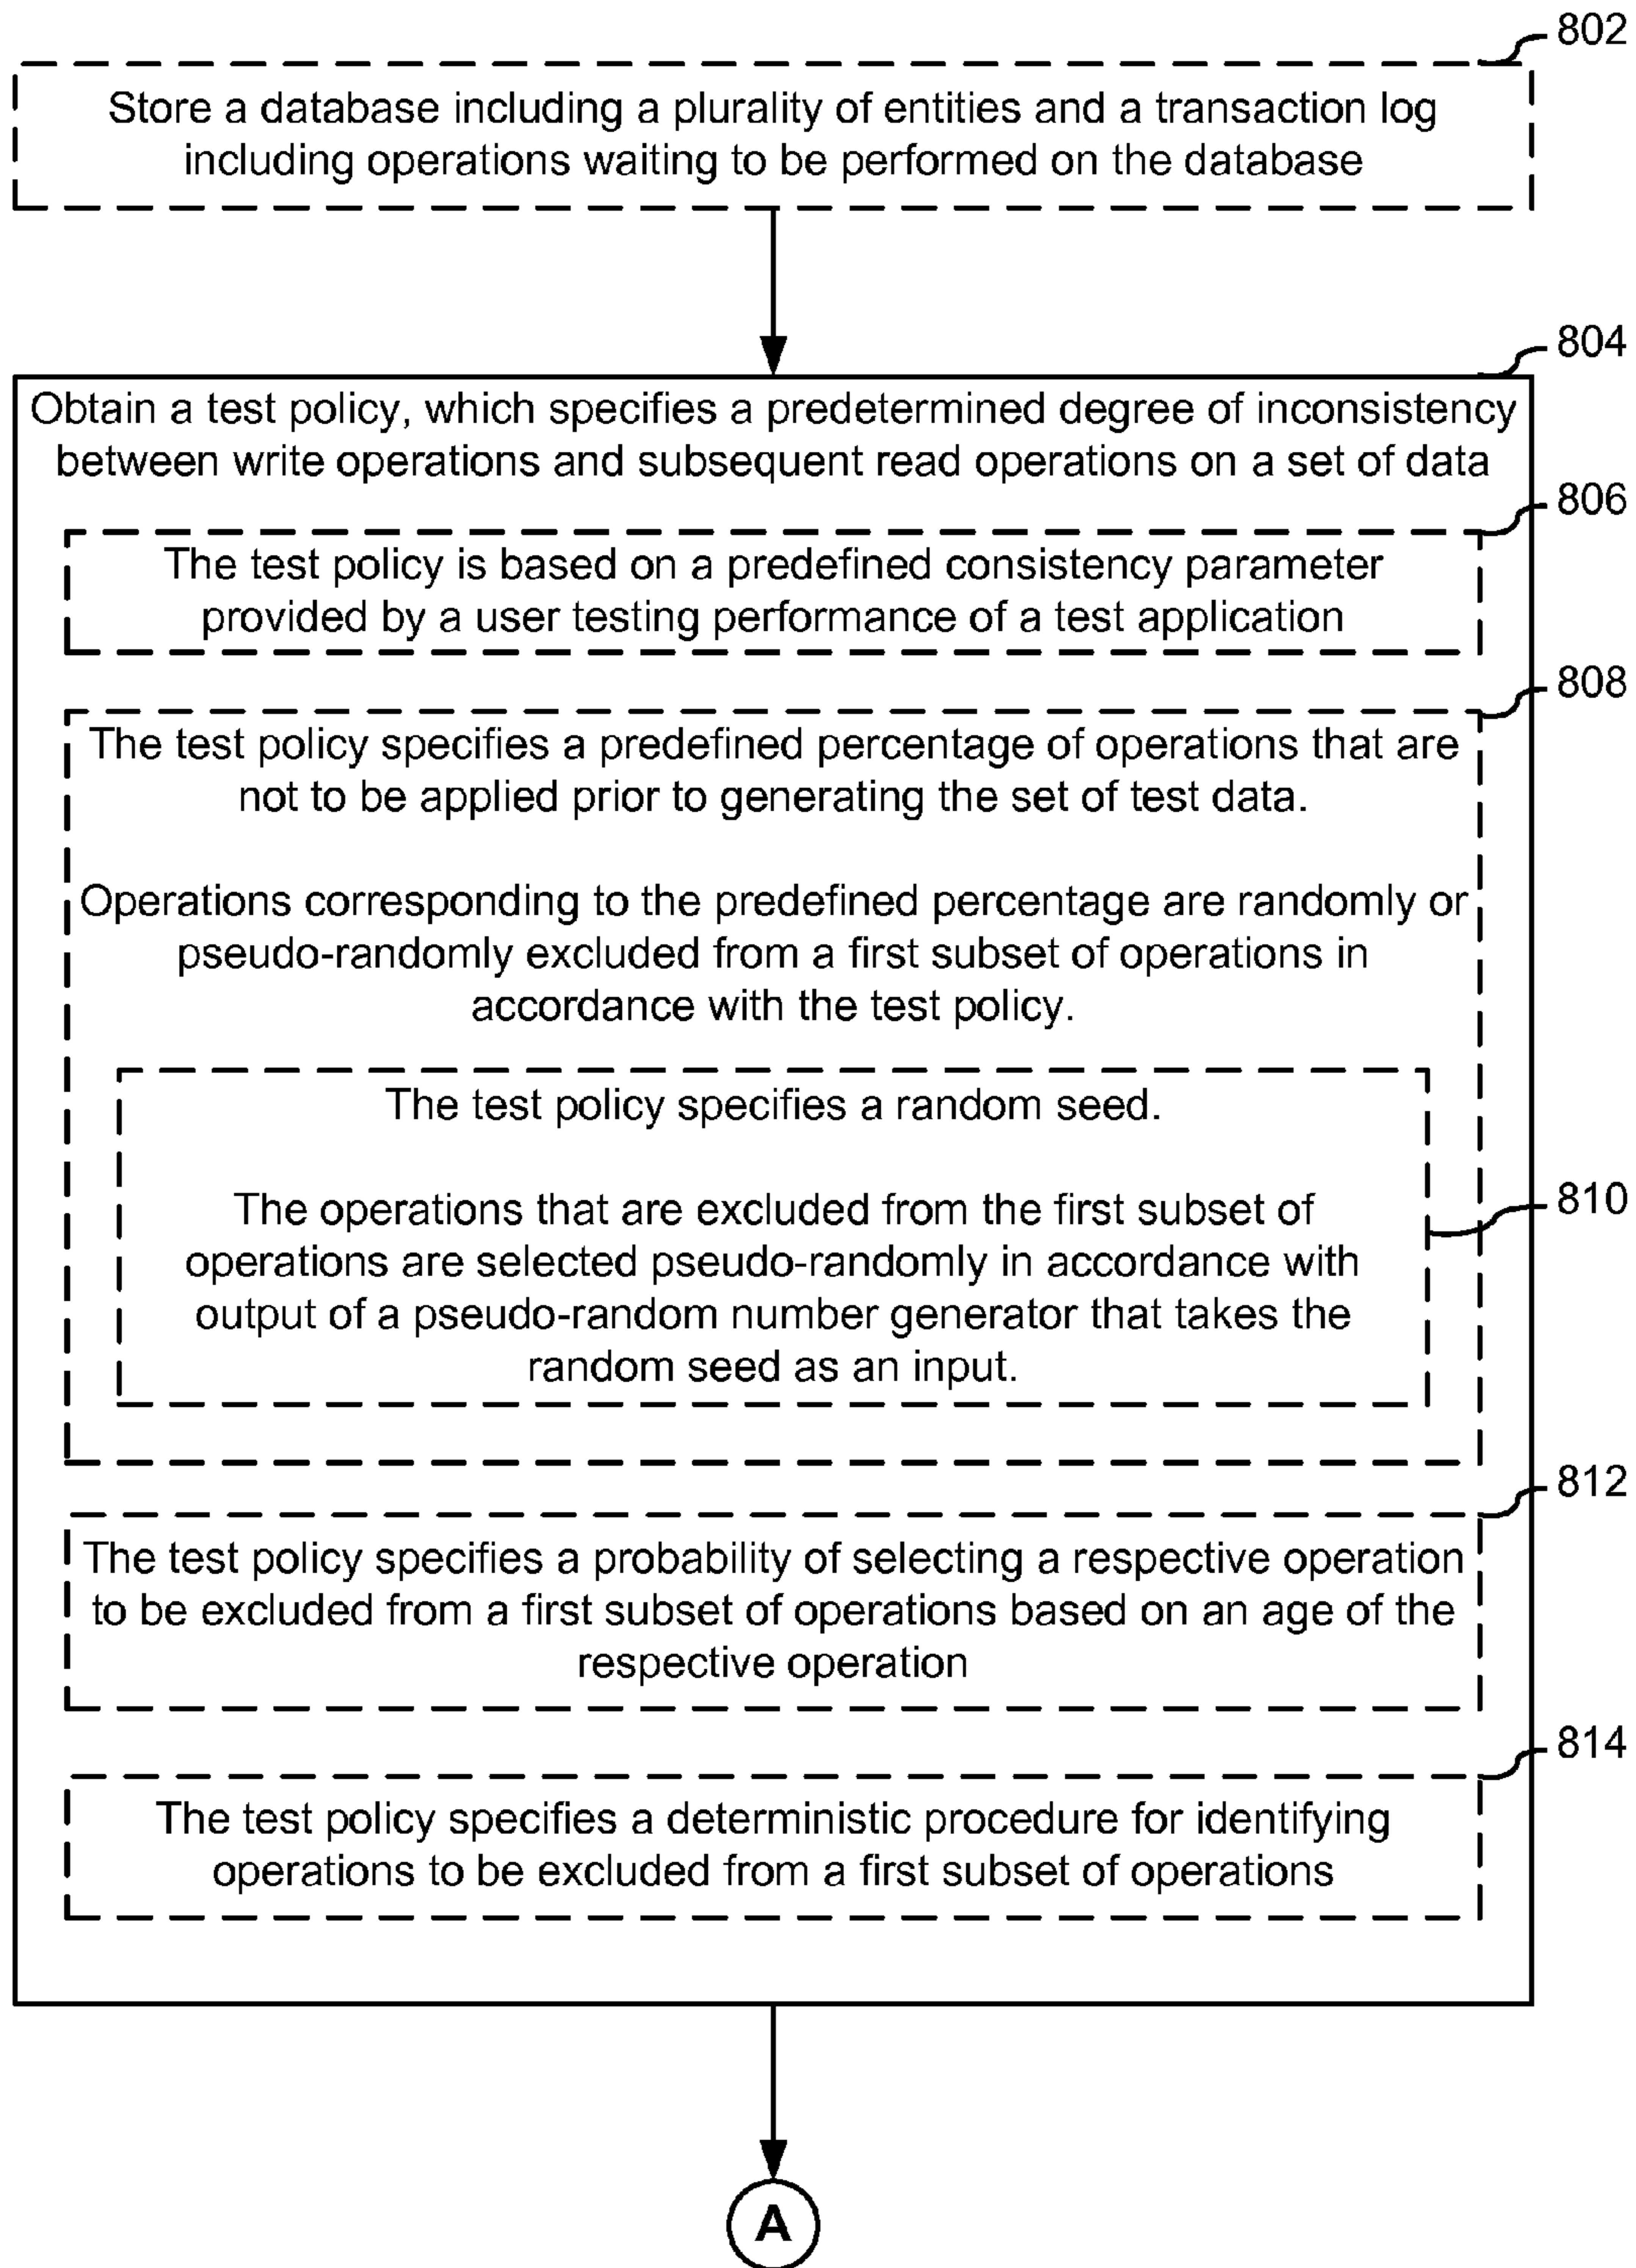 802
Store a database including a plurality of entities and a transaction log
including operations waiting to be performed on the database
804
Obtain a test policy, which specifies a predetermined degree of inconsistency
between write operations and subsequent read operations on a set of data
806
The test policy is based on a predefined consistency parameter
provided by a user testing performance of a test application
808
The test policy specifies a predefined percentage of operations that are
not to be applied prior to generating the set of test data.
Operations corresponding to the predefined percentage are randomly or
pseudo-randomly excluded from a first subset of operations in
accordance with the test policy.
The test policy specifies a random seed.
810
The operations that are excluded from the first subset of
operations are selected pseudo-randomly in accordance with
output of a pseudo-random number generator that takes the
random seed as an input.
812
The test policy specifies a probability of selecting a respective operation
to be excluded from a first subset of operations based on an age of the
respective operation
814
The test policy specifies a deterministic procedure for identifying
operations to be excluded from a first subset of operations
A